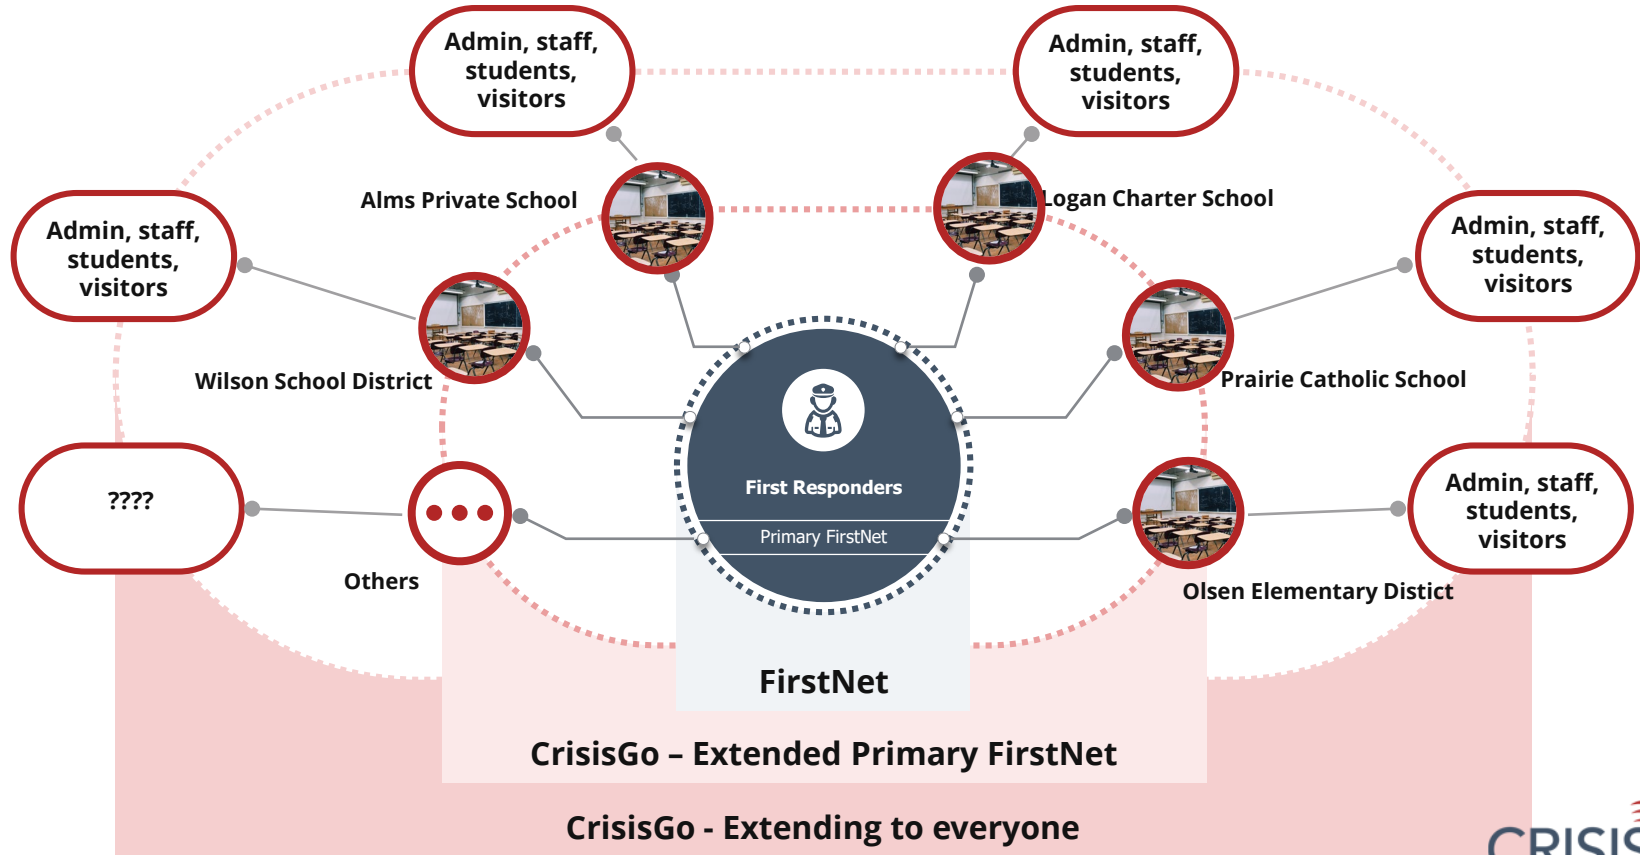 Admin, staff,
students,
visitors
Admin, staff,
students,
visitors
Alms Private School
Logan Charter School
Admin, staff,
students,
visitors
Admin, staff,
students,
visitors
Wilson School District
Prairie Catholic School
????
First Responders
Primary FirstNet
Admin, staff,
students,
visitors
Others
Olsen Elementary Distict
FirstNet
CrisisGo – Extended Primary FirstNet
CrisisGo - Extending to everyone
CRISIS